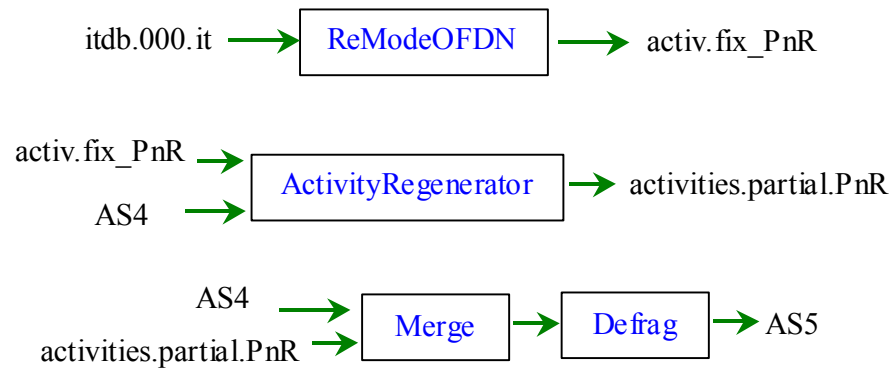 itdb.000.it ReModeOFDN activ.fix_PnR
activ.fix_PnR
ActivityRegenerator activities.partial.PnR
AS4
AS4
Merge Defrag AS5
activities.partial.PnR